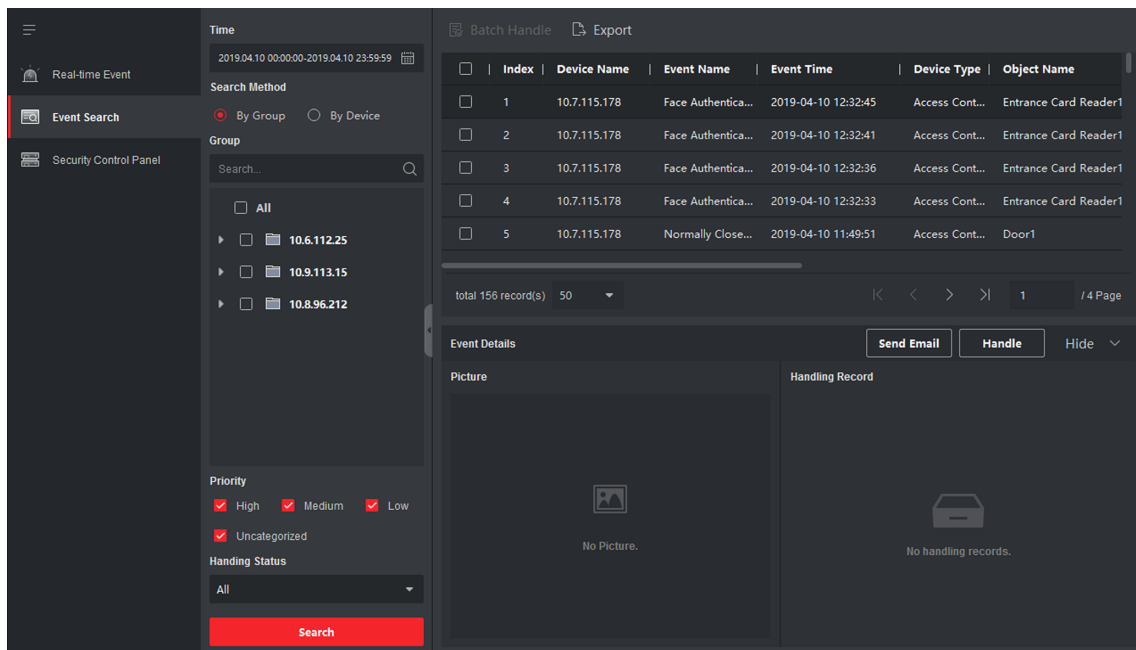 Real-time Event
Event Search
Security Control Panel
Time
2019.04.10 00:00:00-2019.04.10 23:59:59
Search Method
By Group By Device
Group
Search...
All
10.6.112.25
10.9.113.15
10.8.96.212
Priority
High Medium Low
Uncategorized
Handing Status
All
Search
Batch Handle Export
Index | Device Name | Event Name | Event Time | Device Type | Object Name
1 10.7.115.178 Face Authentica... 2019-04-10 12:32:45 Access Cont... Entrance Card Reader1
2 10.7.115.178 Face Authentica... 2019-04-10 12:32:41 Access Cont... Entrance Card Reader1
3 10.7.115.178 Face Authentica... 2019-04-10 12:32:36 Access Cont... Entrance Card Reader1
4 10.7.115.178 Face Authentica... 2019-04-10 12:32:33 Access Cont... Entrance Card Reader1
5 10.7.115.178 Normally Close... 2019-04-10 11:49:51 Access Cont... Door1
total 156 record(s) 50 1 / 4 Page
Event Details Send Email Handle Hide
Picture Handling Record
No Picture.
No handling records.